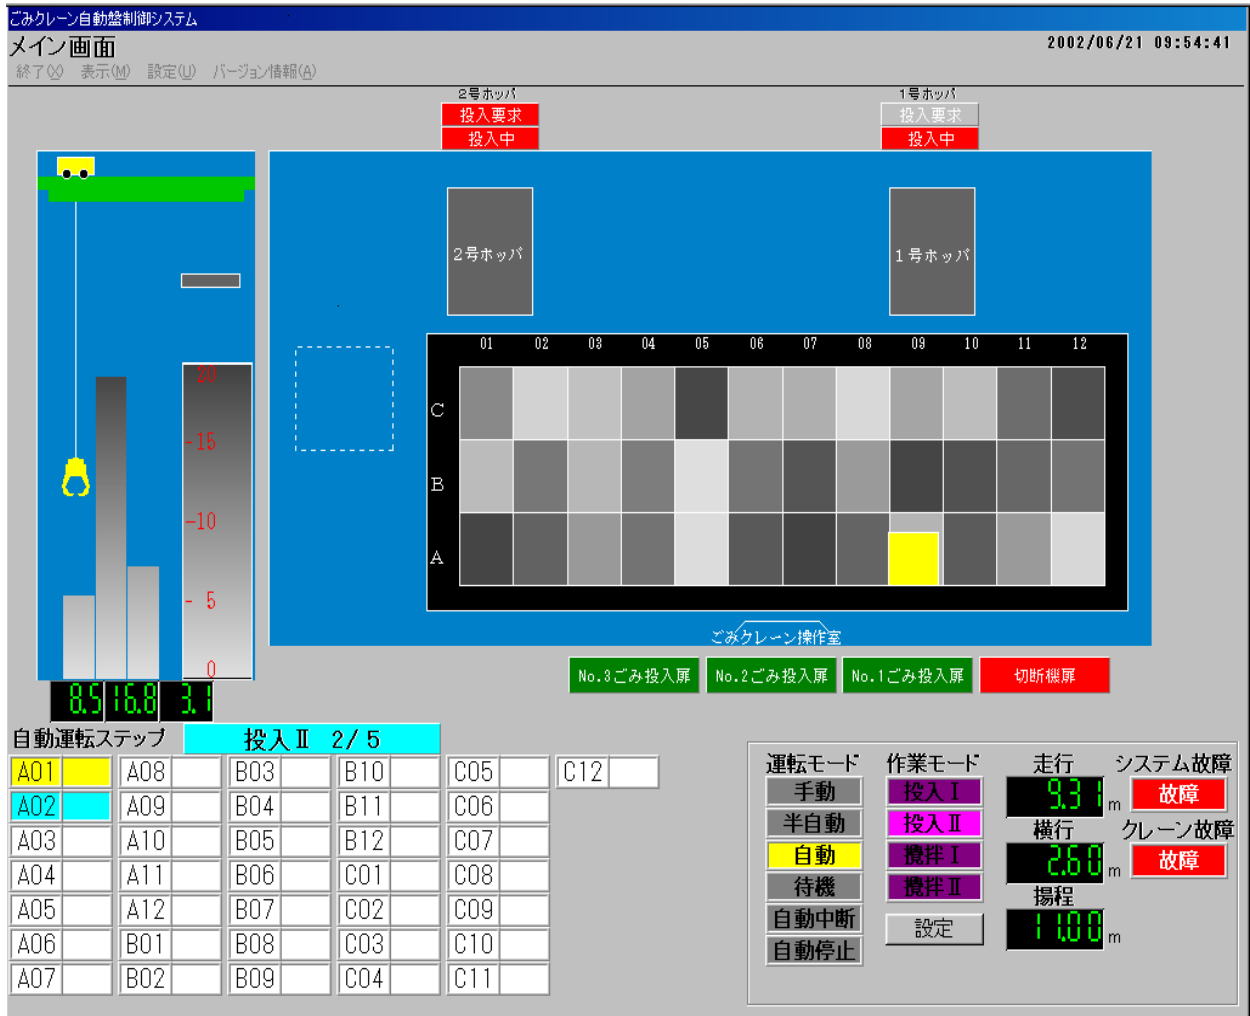 ごみクレーン自動盤制御システム
メイン画面
2002/06/21 09:54:41
終了(X) 表示(M) 設定(U) バージョン情報(A)
2号ホッパ
投入要求
投入中
1号ホッパ
投入要求
投入中
2号ホッパ
1号ホッパ
20
-15
-10
- 5
0
01 02 03 04 05 06 07 08 09 10 11 12
C
B
A
ごみクレーン操作室
No.3ごみ投入扉 No.2ごみ投入扉 No.1ごみ投入扉 切断機扉
8.5 16.8 3.1
自動運転ステップ 投入Ⅱ 2/5
A01 A08 B03 B10 C05 C12
A02 A09 B04 B11 C06
A03 A10 B05 B12 C07
A04 A11 B06 C01 C08
A05 A12 B07 C02 C09
A06 B01 B08 C03 C10
A07 B02 B09 C04 C11
運転モード
手動
半自動
自動
待機
自動中断
自動停止
作業モード
投入Ⅰ
投入Ⅱ
攪拌Ⅰ
攪拌Ⅱ
設定
走行
9.31 m
横行
2.60 m
揚程
11.00 m
システム故障
故障
クレーン故障
故障